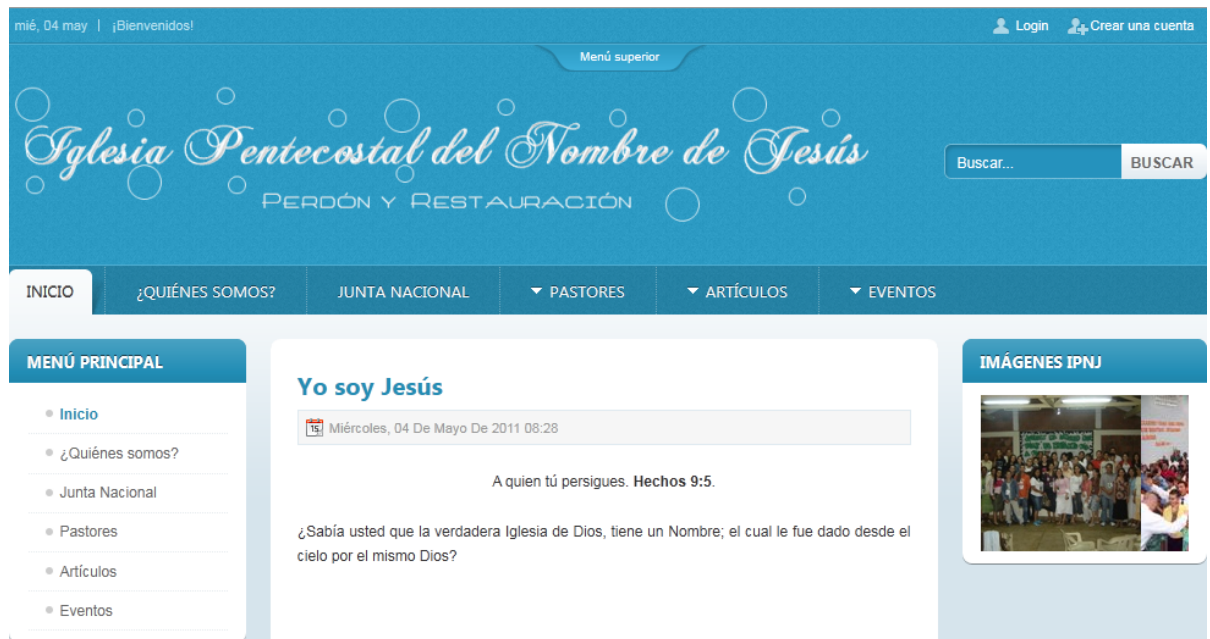 mié, 04 may | ¡Bienvenidos!
Login
Crear una cuenta
Menú superior
Iglesia Pentecostal del Nombre de Jesús
Perdón y Restauración
Buscar...
BUSCAR
INICIO
¿QUIÉNES SOMOS?
JUNTA NACIONAL
PASTORES
ARTÍCULOS
EVENTOS
MENÚ PRINCIPAL
Inicio
¿Quiénes somos?
Junta Nacional
Pastores
Artículos
Eventos
Yo soy Jesús
15
Miércoles, 04 De Mayo De 2011 08:28
A quien tú persigues. Hechos 9:5.
¿Sabía usted que la verdadera Iglesia de Dios, tiene un Nombre; el cual le fue dado desde el
cielo por el mismo Dios?
IMÁGENES IPNJ